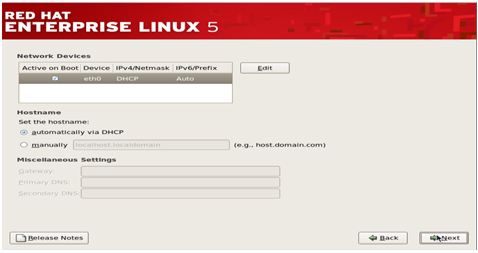 RED HAT
ENTERPRISE LINUX 5
Network Devices
Active on Boot Device IPv4/Netmask IPv6/Prefix
eth0 DHCP Auto
Edit
Hostname
Set the hostname:
automatically via DHCP
manually localhost.localdomain (e.g., host.domain.com)
Miscellaneous Settings
Gateway:
Primary DNS:
Secondary DNS:
Release Notes Back Next